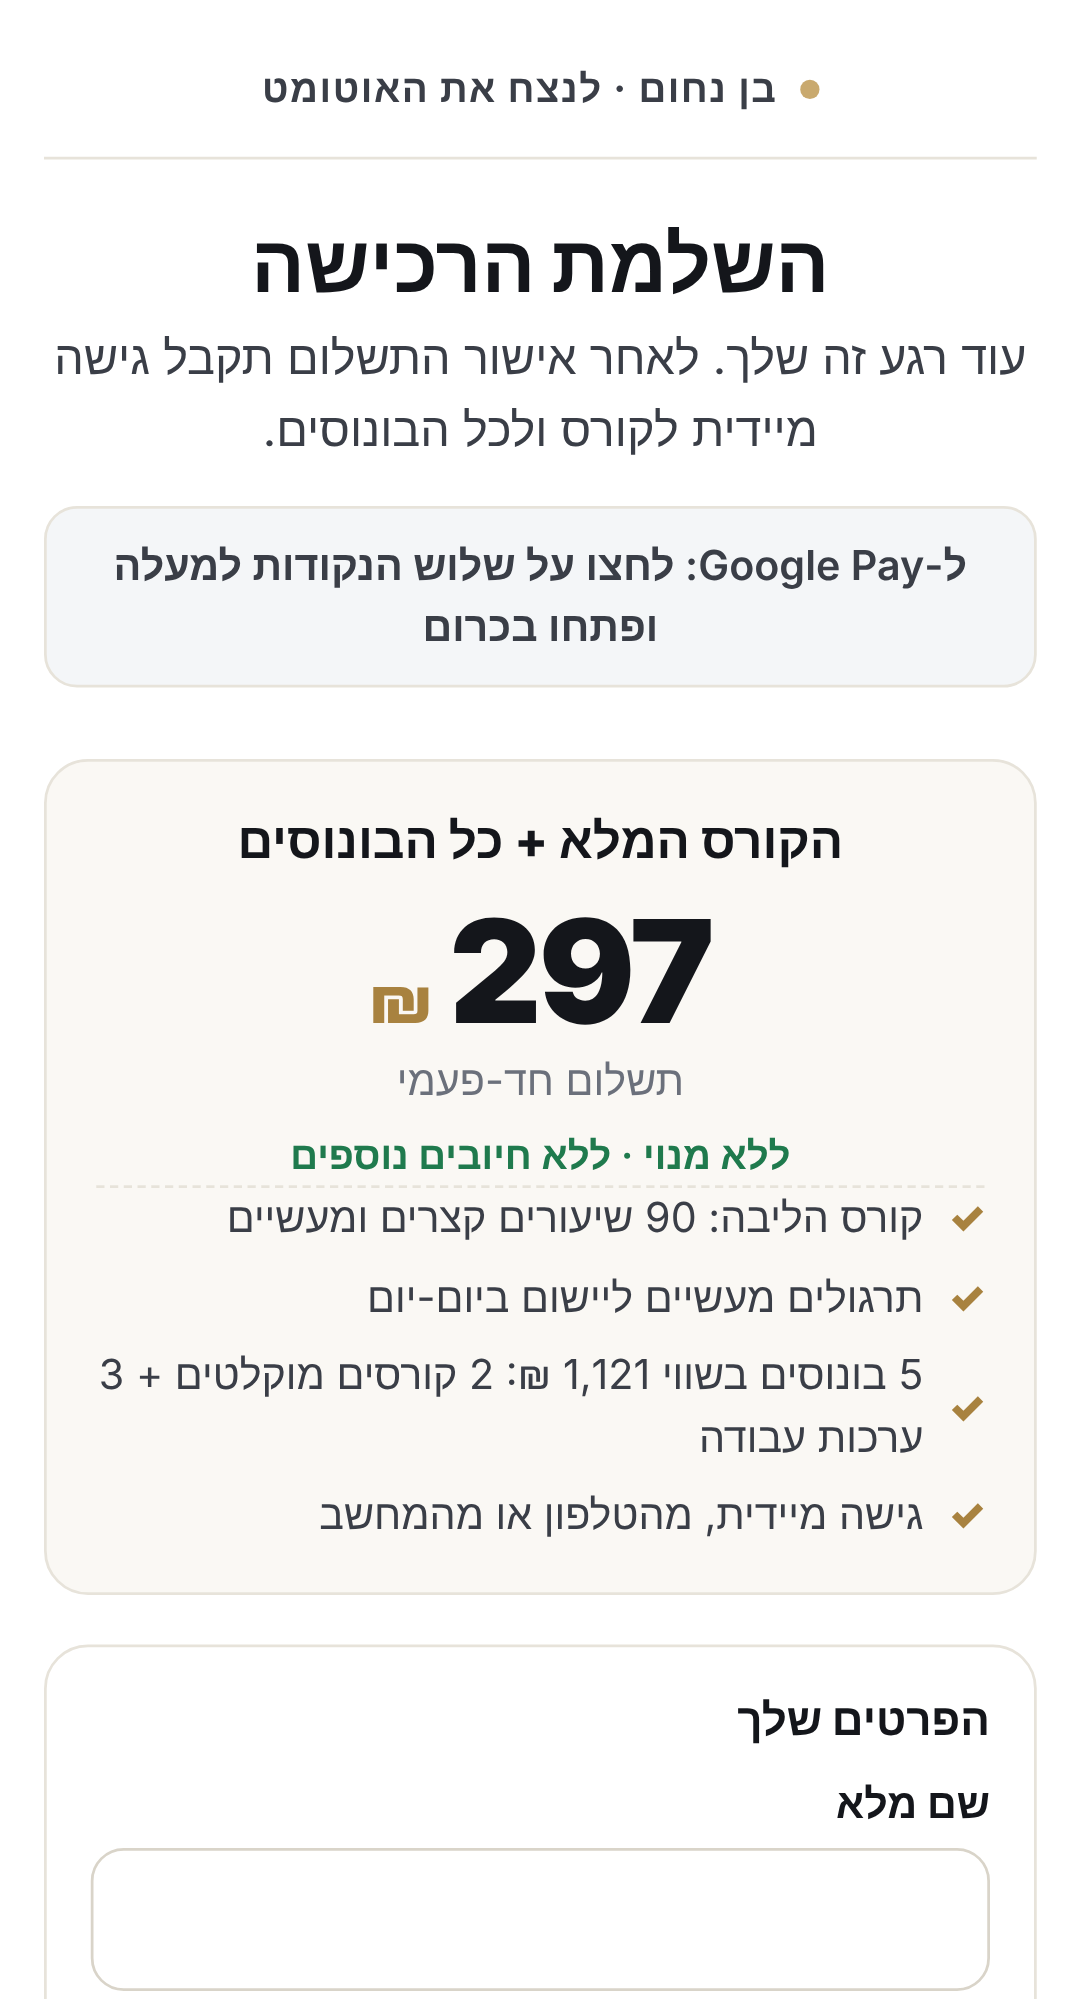 בן נחום · לנצח את האוטומט
השלמת הרכישה
עוד רגע זה שלך. לאחר אישור התשלום תקבל גישה
מיידית לקורס ולכל הבונוסים.
ל-Google Pay: לחצו על שלוש הנקודות למעלה
ופתחו בכרום
הקורס המלא + כל הבונוסים
297 ₪
תשלום חד-פעמי
ללא מנוי · ללא חיובים נוספים
קורס הליבה: 90 שיעורים קצרים ומעשיים
תרגולים מעשיים ליישום ביום-יום
5 בונוסים בשווי 1,121 ₪: 2 קורסים מוקלטים + 3
ערכות עבודה
גישה מיידית, מהטלפון או מהמחשב
הפרטים שלך
שם מלא